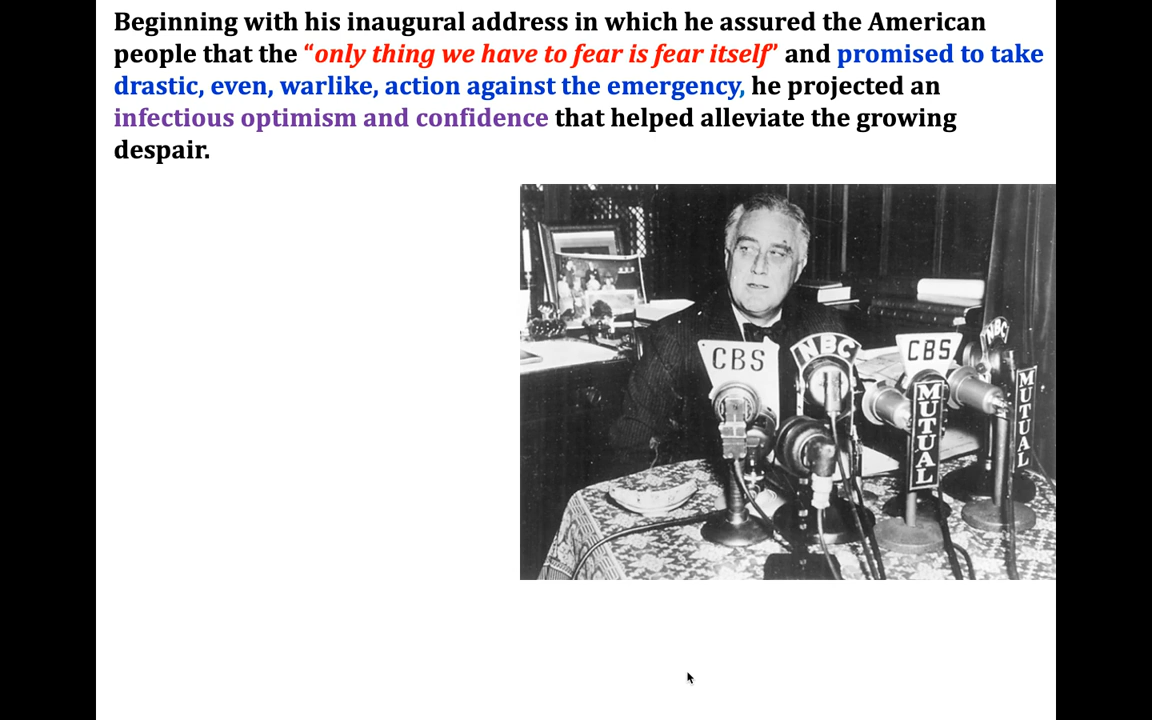 Beginning with his inaugural address in which he assured the American
people that the “only thing we have to fear is fear itself” and promised to take
drastic, even, warlike, action against the emergency, he projected an
infectious optimism and confidence that helped alleviate the growing
despair.
CBS
NBC
CBS
NBC
MUTUAL
MUTUAL